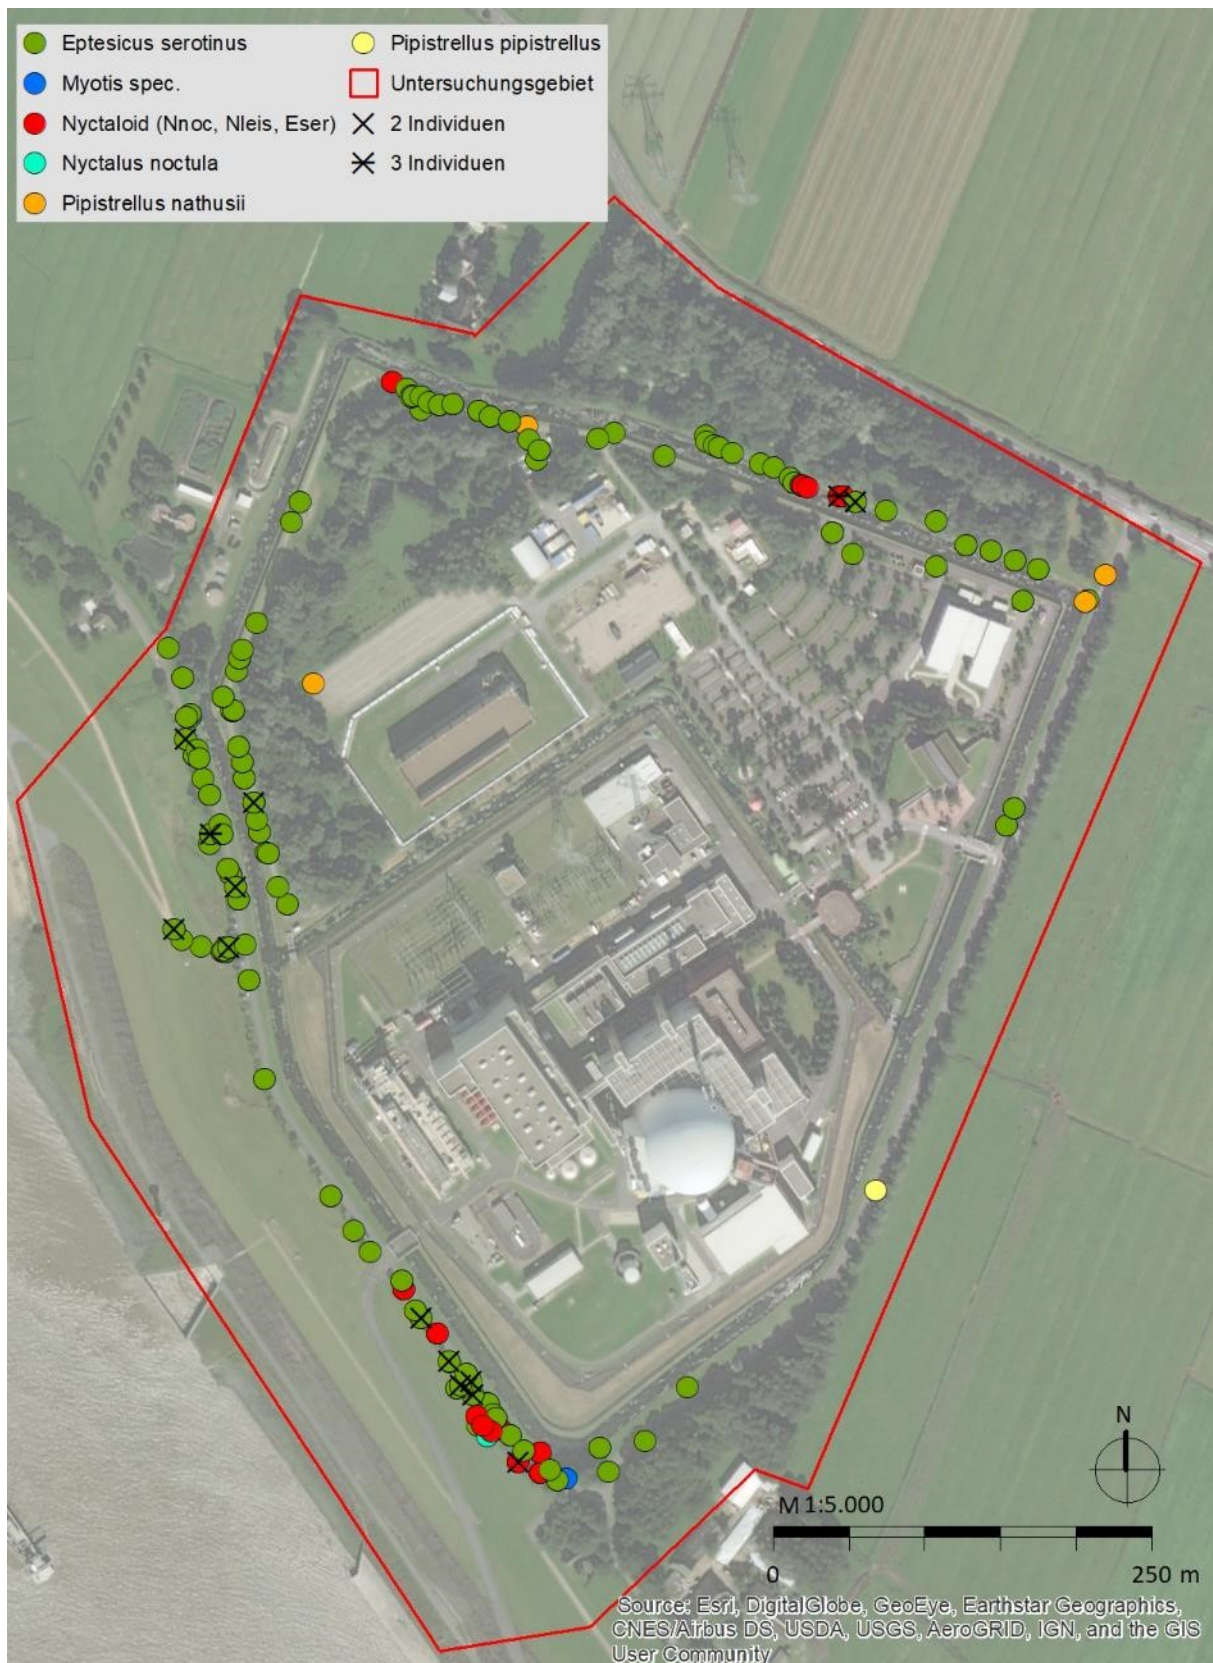 Eptesicus serotinus
Myotis spec.
Nyctaloid (Nnoc, Nleis, Eser)
Nyctalus noctula
Pipistrellus nathusii
Pipistrellus pipistrellus
Untersuchungsgebiet
2 Individuen
3 Individuen
N
M 1:5.000
0 250 m
Source: Esri, DigitalGlobe, GeoEye, Earthstar Geographics,
CNES/Airbus DS, USDA, USGS, AeroGRID, IGN, and the GIS
User Community